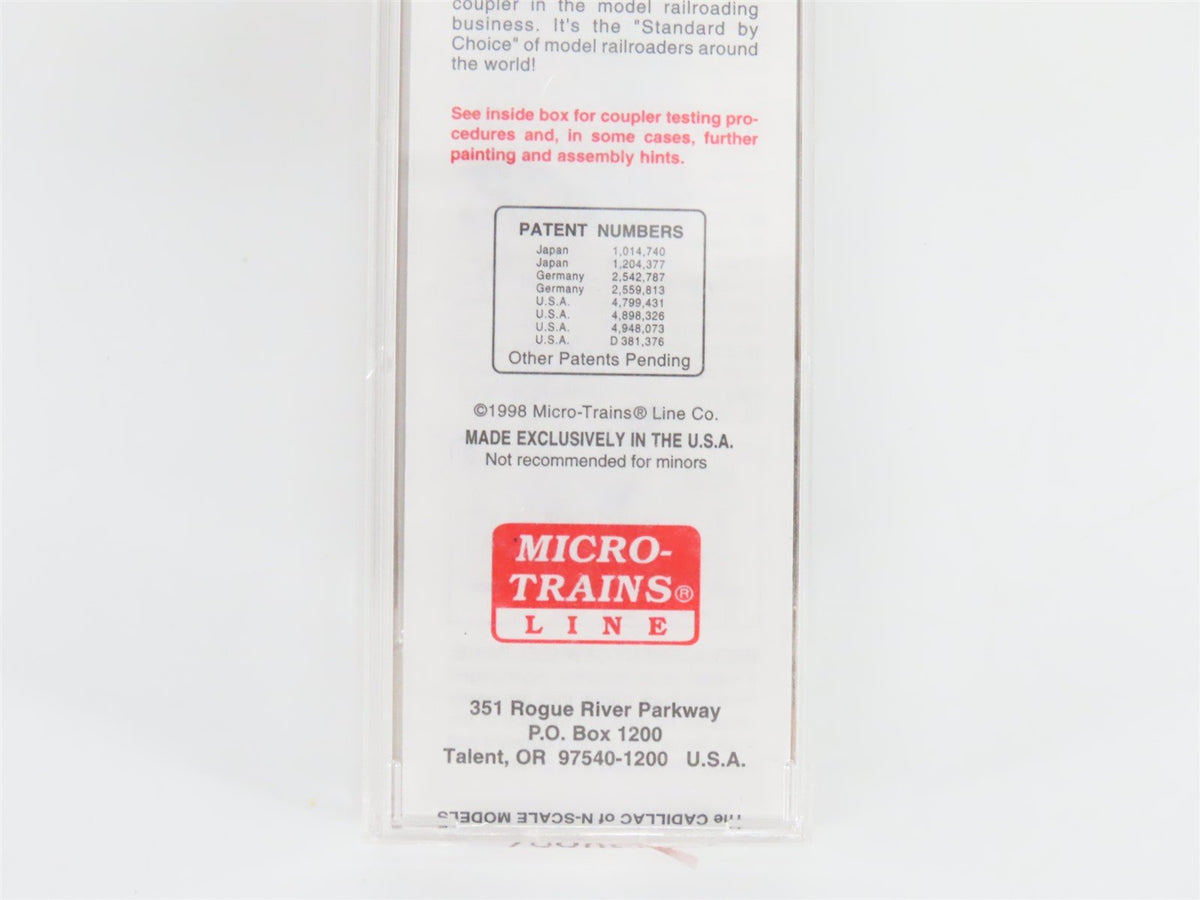 coupler in the model railroading
business. It's the "Standard by
Choice" of model railroaders around
the world!
See inside box for coupler testing pro-
cedures and, in some cases, further
painting and assembly hints.
PATENT NUMBERS
Japan 1,014,740
Japan 1,204,377
Germany 2,542,787
Germany 2,559,813
U.S.A. 4,799,431
U.S.A. 4,898,326
U.S.A. 4,948,073
U.S.A. D 381,376
Other Patents Pending
©1998 Micro-Trains® Line Co.
MADE EXCLUSIVELY IN THE U.S.A.
Not recommended for minors
MICRO-
TRAINS®
LINE
351 Rogue River Parkway
P.O. Box 1200
Talent, OR 97540-1200 U.S.A.
The CADILLAC of N-SCALE MODELS